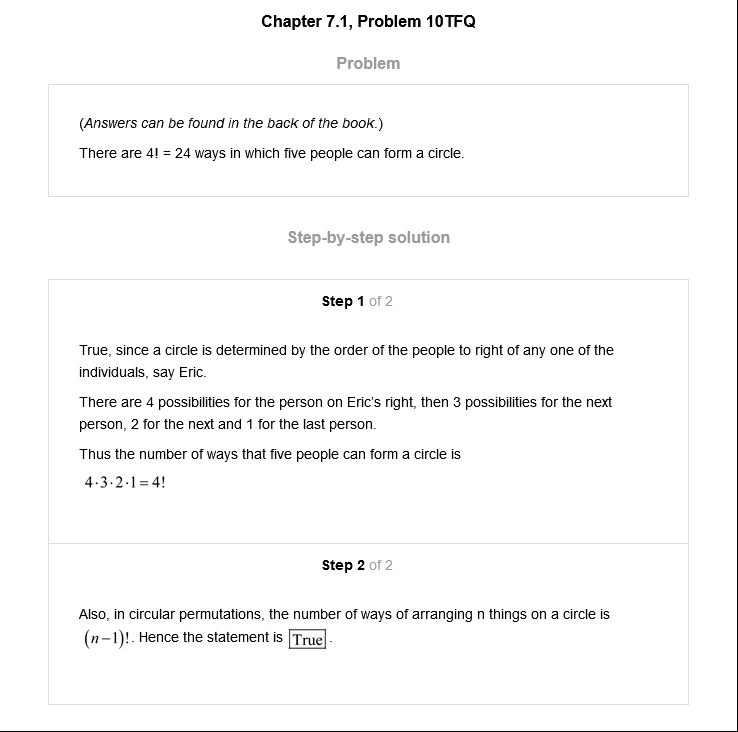 Chapter 7.1, Problem 10TFQ
Problem
(Answers can be found in the back of the book.)
There are 4! = 24 ways in which five people can form a circle.
Step-by-step solution
Step 1 of 2
True, since a circle is determined by the order of the people to right of any one of the
individuals, say Eric.
There are 4 possibilities for the person on Eric's right, then 3 possibilities for the next
person, 2 for the next and 1 for the last person.
Thus the number of ways that five people can form a circle is
4·3·2·1=4!
Step 2 of 2
Also, in circular permutations, the number of ways of arranging n things on a circle is
(n−1)!. Hence the statement is True.